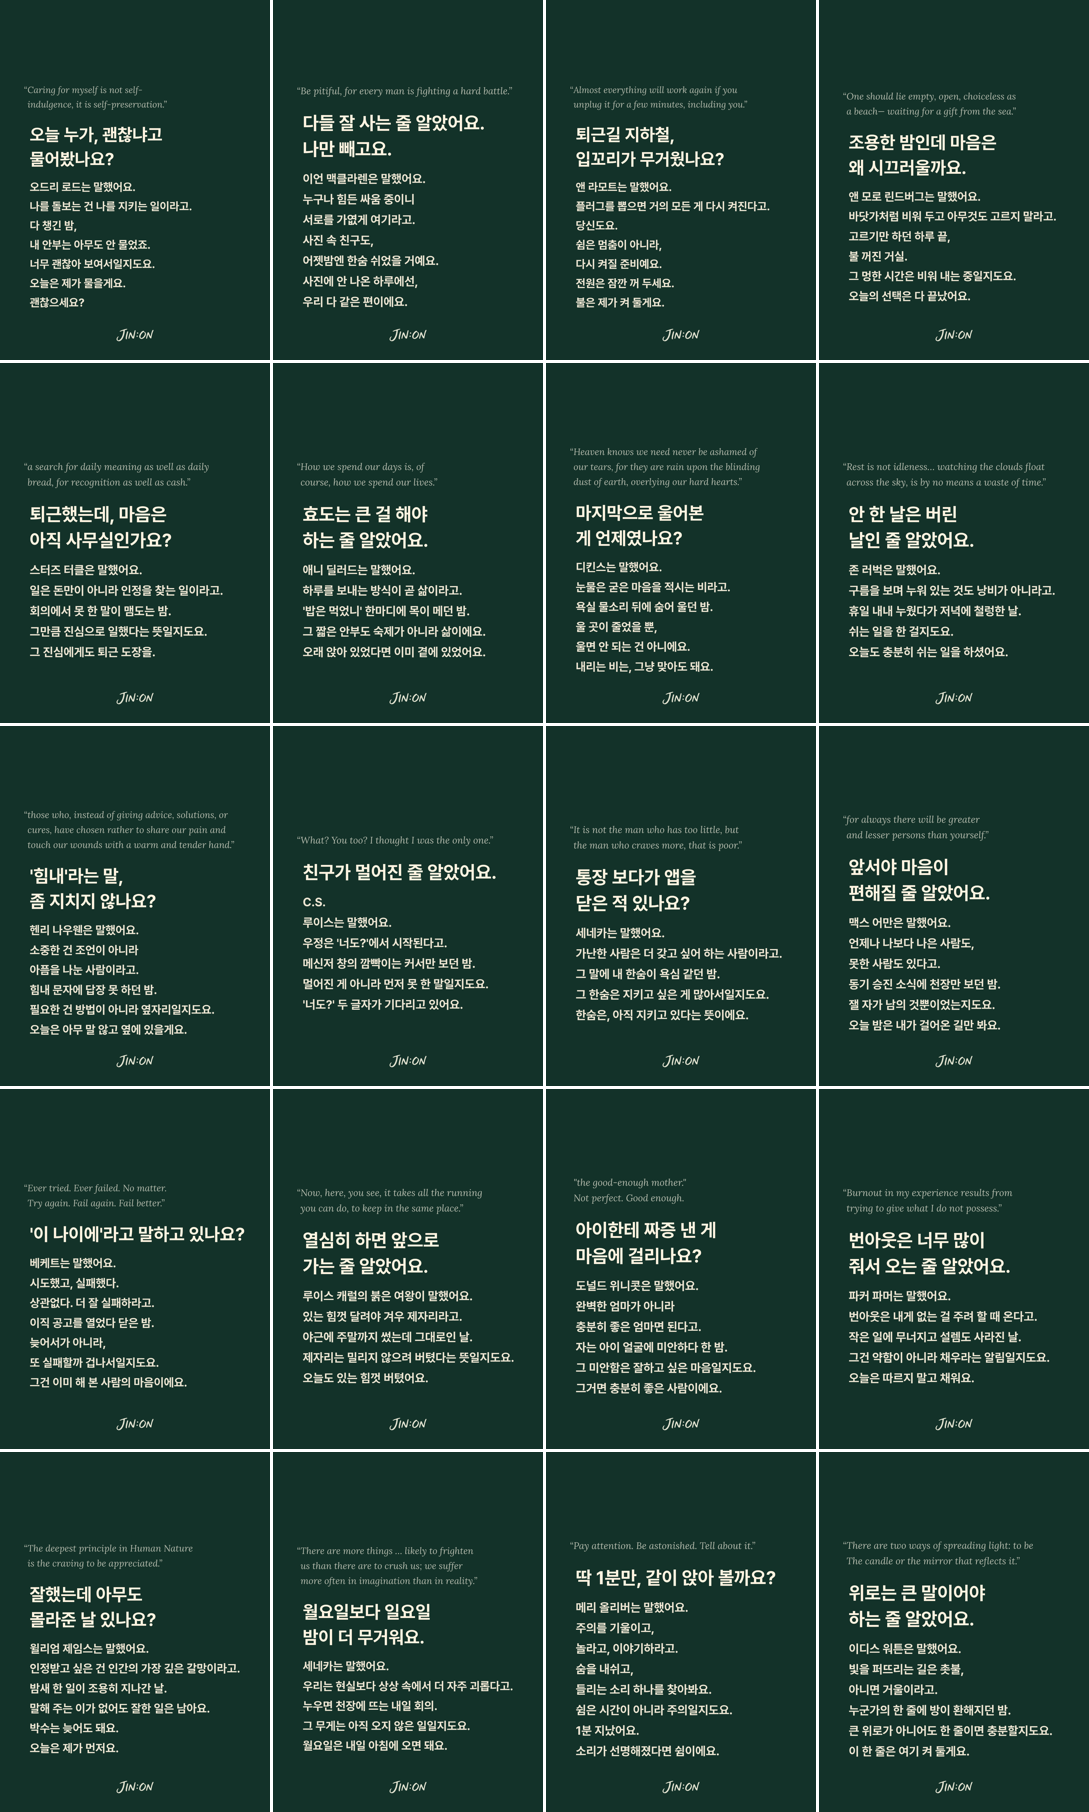 “Caring for myself is not self-
indulgence, it is self-preservation.”
오늘 누가, 괜찮냐고
물어봤나요?
오드리 로드는 말했어요.
나를 돌보는 건 나를 지키는 일이라고.
다 챙긴 밤,
내 안부는 아무도 안 물었죠.
너무 괜찮아 보여서일지도요.
오늘은 제가 물을게요.
괜찮으세요?
JIN:ON
“Be pitiful, for every man is fighting a hard battle.”
다들 잘 사는 줄 알았어요.
나만 빼고요.
이언 맥클라렌은 말했어요.
누구나 힘든 싸움 중이니
서로를 가엾게 여기라고.
사진 속 친구도,
어젯밤엔 한숨 쉬었을 거예요.
사진에 안 나온 하루에선,
우리 다 같은 편이에요.
JIN:ON
“Almost everything will work again if you
unplug it for a few minutes, including you.”
퇴근길 지하철,
입꼬리가 무거웠나요?
앤 라모트는 말했어요.
플러그를 뽑으면 거의 모든 게 다시 켜진다고.
당신도요.
쉼은 멈춤이 아니라,
다시 켜질 준비예요.
전원은 잠깐 꺼 두세요.
불은 제가 켜 둘게요.
JIN:ON
“One should lie empty, open, choiceless as
a beach— waiting for a gift from the sea.”
조용한 밤인데 마음은
왜 시끄러울까요.
앤 모로 린드버그는 말했어요.
바닷가처럼 비워 두고 아무것도 고르지 말라고.
고르기만 하던 하루 끝,
불 꺼진 거실.
그 멍한 시간은 비워 내는 중일지도요.
오늘의 선택은 다 끝났어요.
JIN:ON
“a search for daily meaning as well as daily
bread, for recognition as well as cash.”
퇴근했는데, 마음은
아직 사무실인가요?
스터즈 터클은 말했어요.
일은 돈만이 아니라 인정을 찾는 일이라고.
회의에서 못 한 말이 맴도는 밤.
그만큼 진심으로 일했다는 뜻일지도요.
그 진심에게도 퇴근 도장을.
JIN:ON
“How we spend our days is, of
course, how we spend our lives.”
효도는 큰 걸 해야
하는 줄 알았어요.
애니 딜러드는 말했어요.
하루를 보내는 방식이 곧 삶이라고.
'밥은 먹었니' 한마디에 목이 메던 밤.
그 짧은 안부도 숙제가 아니라 삶이에요.
오래 앉아 있었다면 이미 곁에 있었어요.
JIN:ON
“Heaven knows we need never be ashamed of
our tears, for they are rain upon the blinding
dust of earth, overlying our hard hearts.”
마지막으로 울어본
게 언제였나요?
디킨스는 말했어요.
눈물은 굳은 마음을 적시는 비라고.
욕실 물소리 뒤에 숨어 울던 밤.
울 곳이 줄었을 뿐,
울면 안 되는 건 아니에요.
내리는 비는, 그냥 맞아도 돼요.
JIN:ON
“Rest is not idleness… watching the clouds float
across the sky, is by no means a waste of time.”
안 한 날은 버린
날인 줄 알았어요.
존 러벅은 말했어요.
구름을 보며 누워 있는 것도 낭비가 아니라고.
휴일 내내 누웠다가 저녁에 철렁한 날.
쉬는 일을 한 걸지도요.
오늘도 충분히 쉬는 일을 하셨어요.
JIN:ON
“those who, instead of giving advice, solutions, or
cures, have chosen rather to share our pain and
touch our wounds with a warm and tender hand.”
'힘내'라는 말,
좀 지치지 않나요?
헨리 나우웬은 말했어요.
소중한 건 조언이 아니라
아픔을 나눈 사람이라고.
힘내 문자에 답장 못 하던 밤.
필요한 건 방법이 아니라 옆자리일지도요.
오늘은 아무 말 않고 옆에 있을게요.
JIN:ON
“What? You too? I thought I was the only one.”
친구가 멀어진 줄 알았어요.
C.S.
루이스는 말했어요.
우정은 '너도?'에서 시작된다고.
메신저 창의 깜빡이는 커서만 보던 밤.
멀어진 게 아니라 먼저 못 한 말일지도요.
'너도?' 두 글자가 기다리고 있어요.
JIN:ON
“It is not the man who has too little, but
the man who craves more, that is poor.”
통장 보다가 앱을
닫은 적 있나요?
세네카는 말했어요.
가난한 사람은 더 갖고 싶어 하는 사람이라고.
그 말에 내 한숨이 욕심 같던 밤.
그 한숨은 지키고 싶은 게 많아서일지도요.
한숨은, 아직 지키고 있다는 뜻이에요.
JIN:ON
“for always there will be greater
and lesser persons than yourself.”
앞서야 마음이
편해질 줄 알았어요.
맥스 어만은 말했어요.
언제나 나보다 나은 사람도,
못한 사람도 있다고.
동기 승진 소식에 천장만 보던 밤.
잴 자가 남의 것뿐이었는지도요.
오늘 밤은 내가 걸어온 길만 봐요.
JIN:ON
“Ever tried. Ever failed. No matter.
Try again. Fail again. Fail better.”
'이 나이에'라고 말하고 있나요?
베케트는 말했어요.
시도했고, 실패했다.
상관없다. 더 잘 실패하라고.
이직 공고를 열었다 닫은 밤.
늦어서가 아니라,
또 실패할까 겁나서일지도요.
그건 이미 해 본 사람의 마음이에요.
JIN:ON
“Now, here, you see, it takes all the running
you can do, to keep in the same place.”
열심히 하면 앞으로
가는 줄 알았어요.
루이스 캐럴의 붉은 여왕이 말했어요.
있는 힘껏 달려야 겨우 제자리라고.
야근에 주말까지 썼는데 그대로인 날.
제자리는 밀리지 않으려 버텼다는 뜻일지도요.
오늘도 있는 힘껏 버텼어요.
JIN:ON
“the good-enough mother.”
Not perfect. Good enough.
아이한테 짜증 낸 게
마음에 걸리나요?
도널드 위니콧은 말했어요.
완벽한 엄마가 아니라
충분히 좋은 엄마면 된다고.
자는 아이 얼굴에 미안하다 한 밤.
그 미안함은 잘하고 싶은 마음일지도요.
그거면 충분히 좋은 사람이에요.
JIN:ON
“Burnout in my experience results from
trying to give what I do not possess.”
번아웃은 너무 많이
줘서 오는 줄 알았어요.
파커 파머는 말했어요.
번아웃은 내게 없는 걸 주려 할 때 온다고.
작은 일에 무너지고 설렘도 사라진 날.
그건 약함이 아니라 채우라는 알림일지도요.
오늘은 따르지 말고 채워요.
JIN:ON
“The deepest principle in Human Nature
is the craving to be appreciated.”
잘했는데 아무도
몰라준 날 있나요?
윌리엄 제임스는 말했어요.
인정받고 싶은 건 인간의 가장 깊은 갈망이라고.
밤새 한 일이 조용히 지나간 날.
말해 주는 이가 없어도 잘한 일은 남아요.
박수는 늦어도 돼요.
오늘은 제가 먼저요.
JIN:ON
“There are more things … likely to frighten
us than there are to crush us; we suffer
more often in imagination than in reality.”
월요일보다 일요일
밤이 더 무거워요.
세네카는 말했어요.
우리는 현실보다 상상 속에서 더 자주 괴롭다고.
누우면 천장에 뜨는 내일 회의.
그 무게는 아직 오지 않은 일일지도요.
월요일은 내일 아침에 오면 돼요.
JIN:ON
“Pay attention. Be astonished. Tell about it.”
딱 1분만, 같이 앉아 볼까요?
메리 올리버는 말했어요.
주의를 기울이고,
놀라고, 이야기하라고.
숨을 내쉬고,
들리는 소리 하나를 찾아봐요.
쉼은 시간이 아니라 주의일지도요.
1분 지났어요.
소리가 선명해졌다면 쉼이에요.
JIN:ON
“There are two ways of spreading light: to be
The candle or the mirror that reflects it.”
위로는 큰 말이어야
하는 줄 알았어요.
이디스 워튼은 말했어요.
빛을 퍼뜨리는 길은 촛불,
아니면 거울이라고.
누군가의 한 줄에 방이 환해지던 밤.
큰 위로가 아니어도 한 줄이면 충분할지도요.
이 한 줄은 여기 켜 둘게요.
JIN:ON